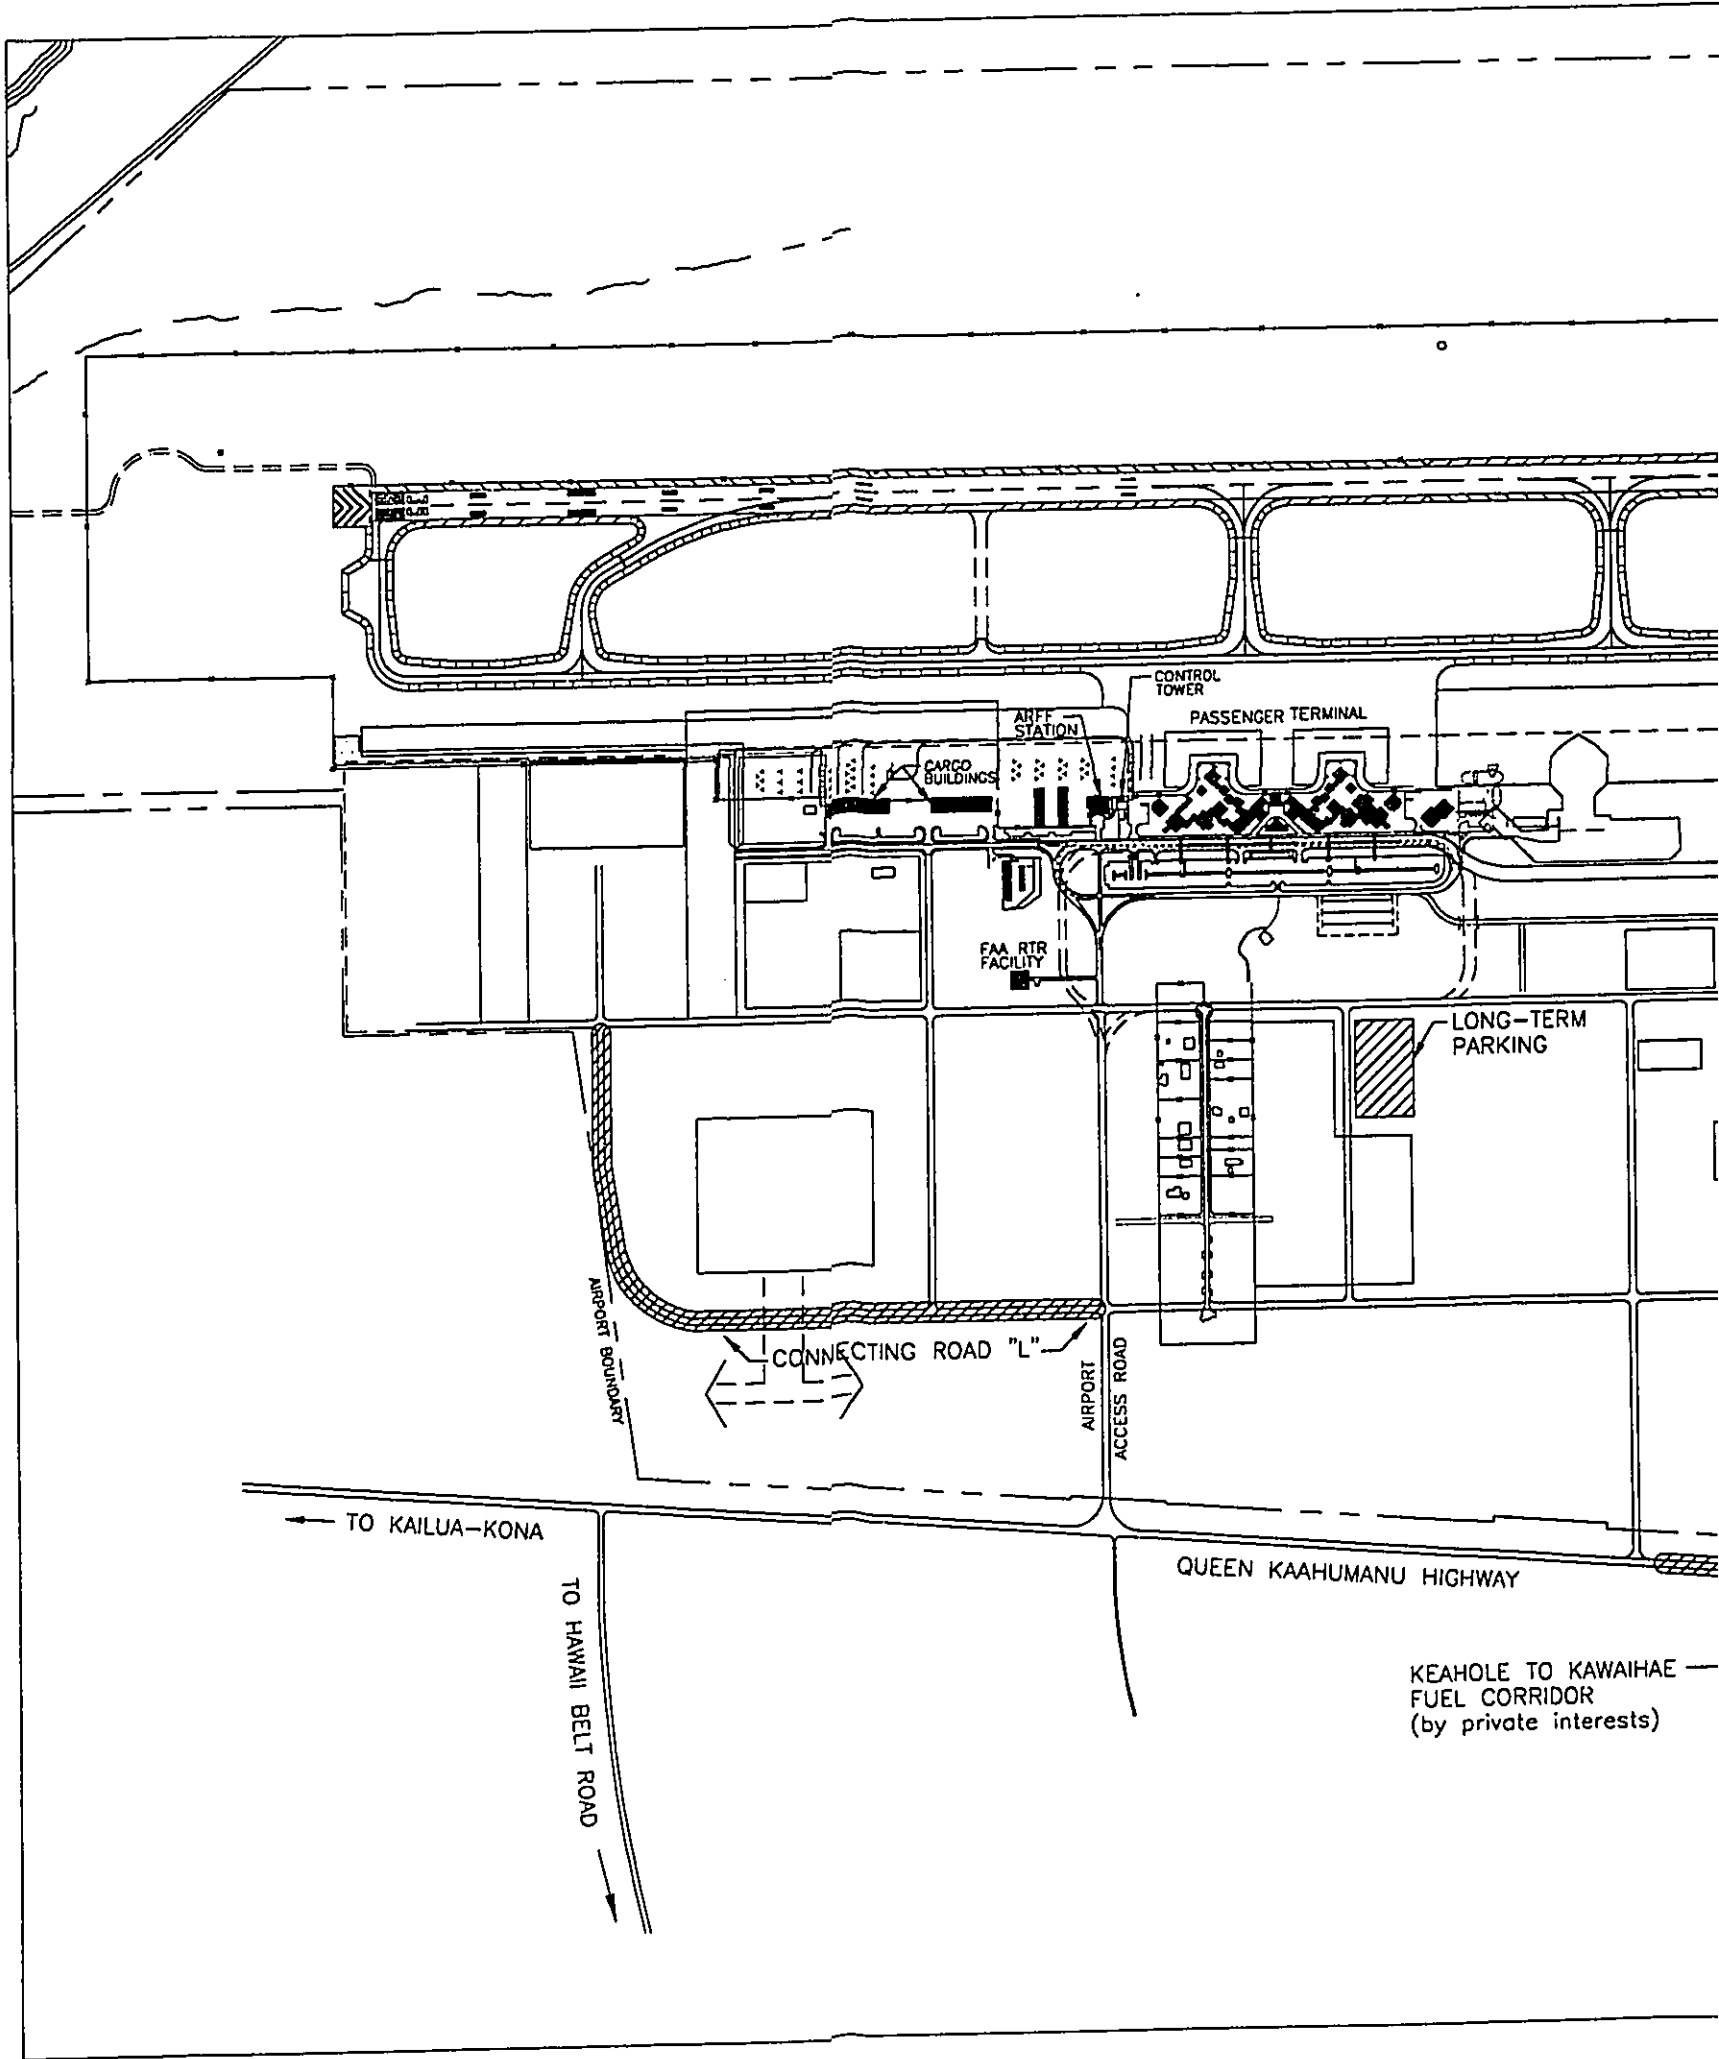 CONTROL
TOWER
ARFF
STATION
PASSENGER TERMINAL
CARGO
BUILDINGS
FAA RTR
FACILITY
LONG-TERM
PARKING
AIRPORT BOUNDARY
CONNECTING ROAD "L"
AIRPORT
ACCESS ROAD
TO KAILUA-KONA
QUEEN KAAHUMANU HIGHWAY
TO HAWAII BELT ROAD
KEAHOLE TO KAWAIHAE
FUEL CORRIDOR
(by private interests)